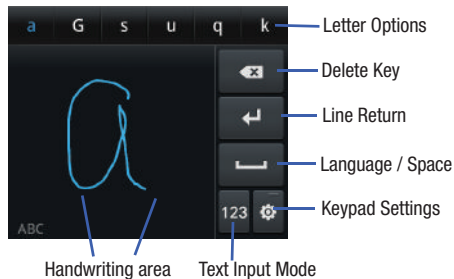 a G s u q k
Letter Options
Delete Key
Line Return
Language / Space
a
123
Keypad Settings
ABC
Handwriting area
Text Input Mode